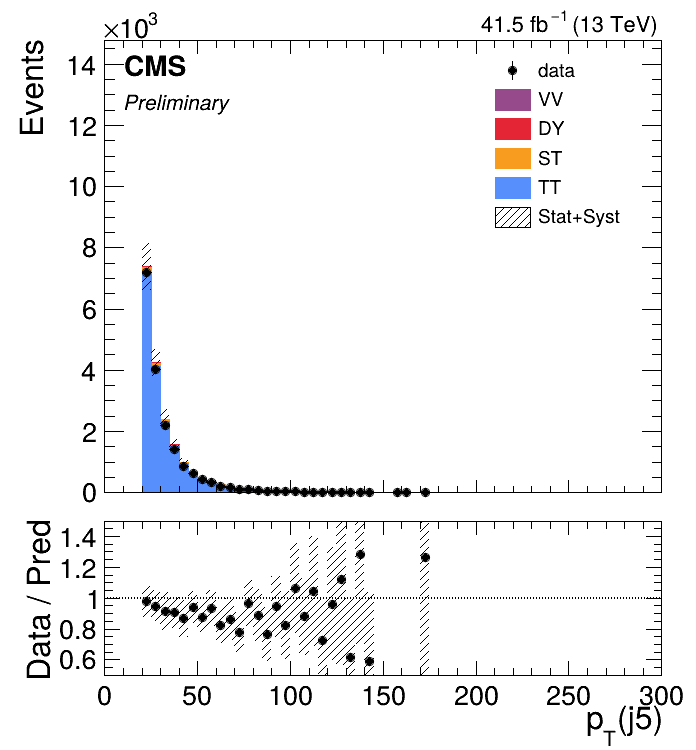 ×10³
41.5 fb⁻¹ (13 TeV)
Events
14
12
10
8
6
4
2
0
CMS
Preliminary
data
VV
DY
ST
TT
Stat+Syst
Data / Pred
1.4
1.2
1
0.8
0.6
0 50 100 150 200 250 300
p_T(j5)